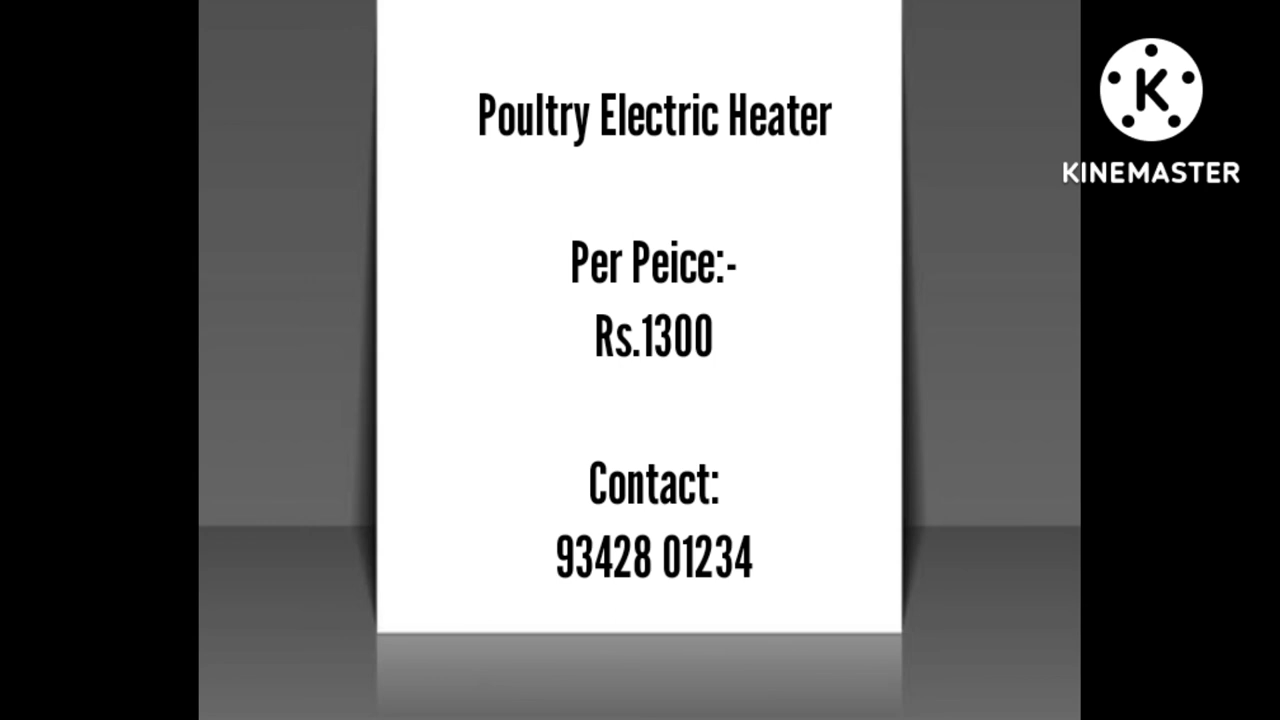 Poultry Electric Heater
Per Peice:-
Rs.1300
Contact:
93428 01234
K
KINEMASTER